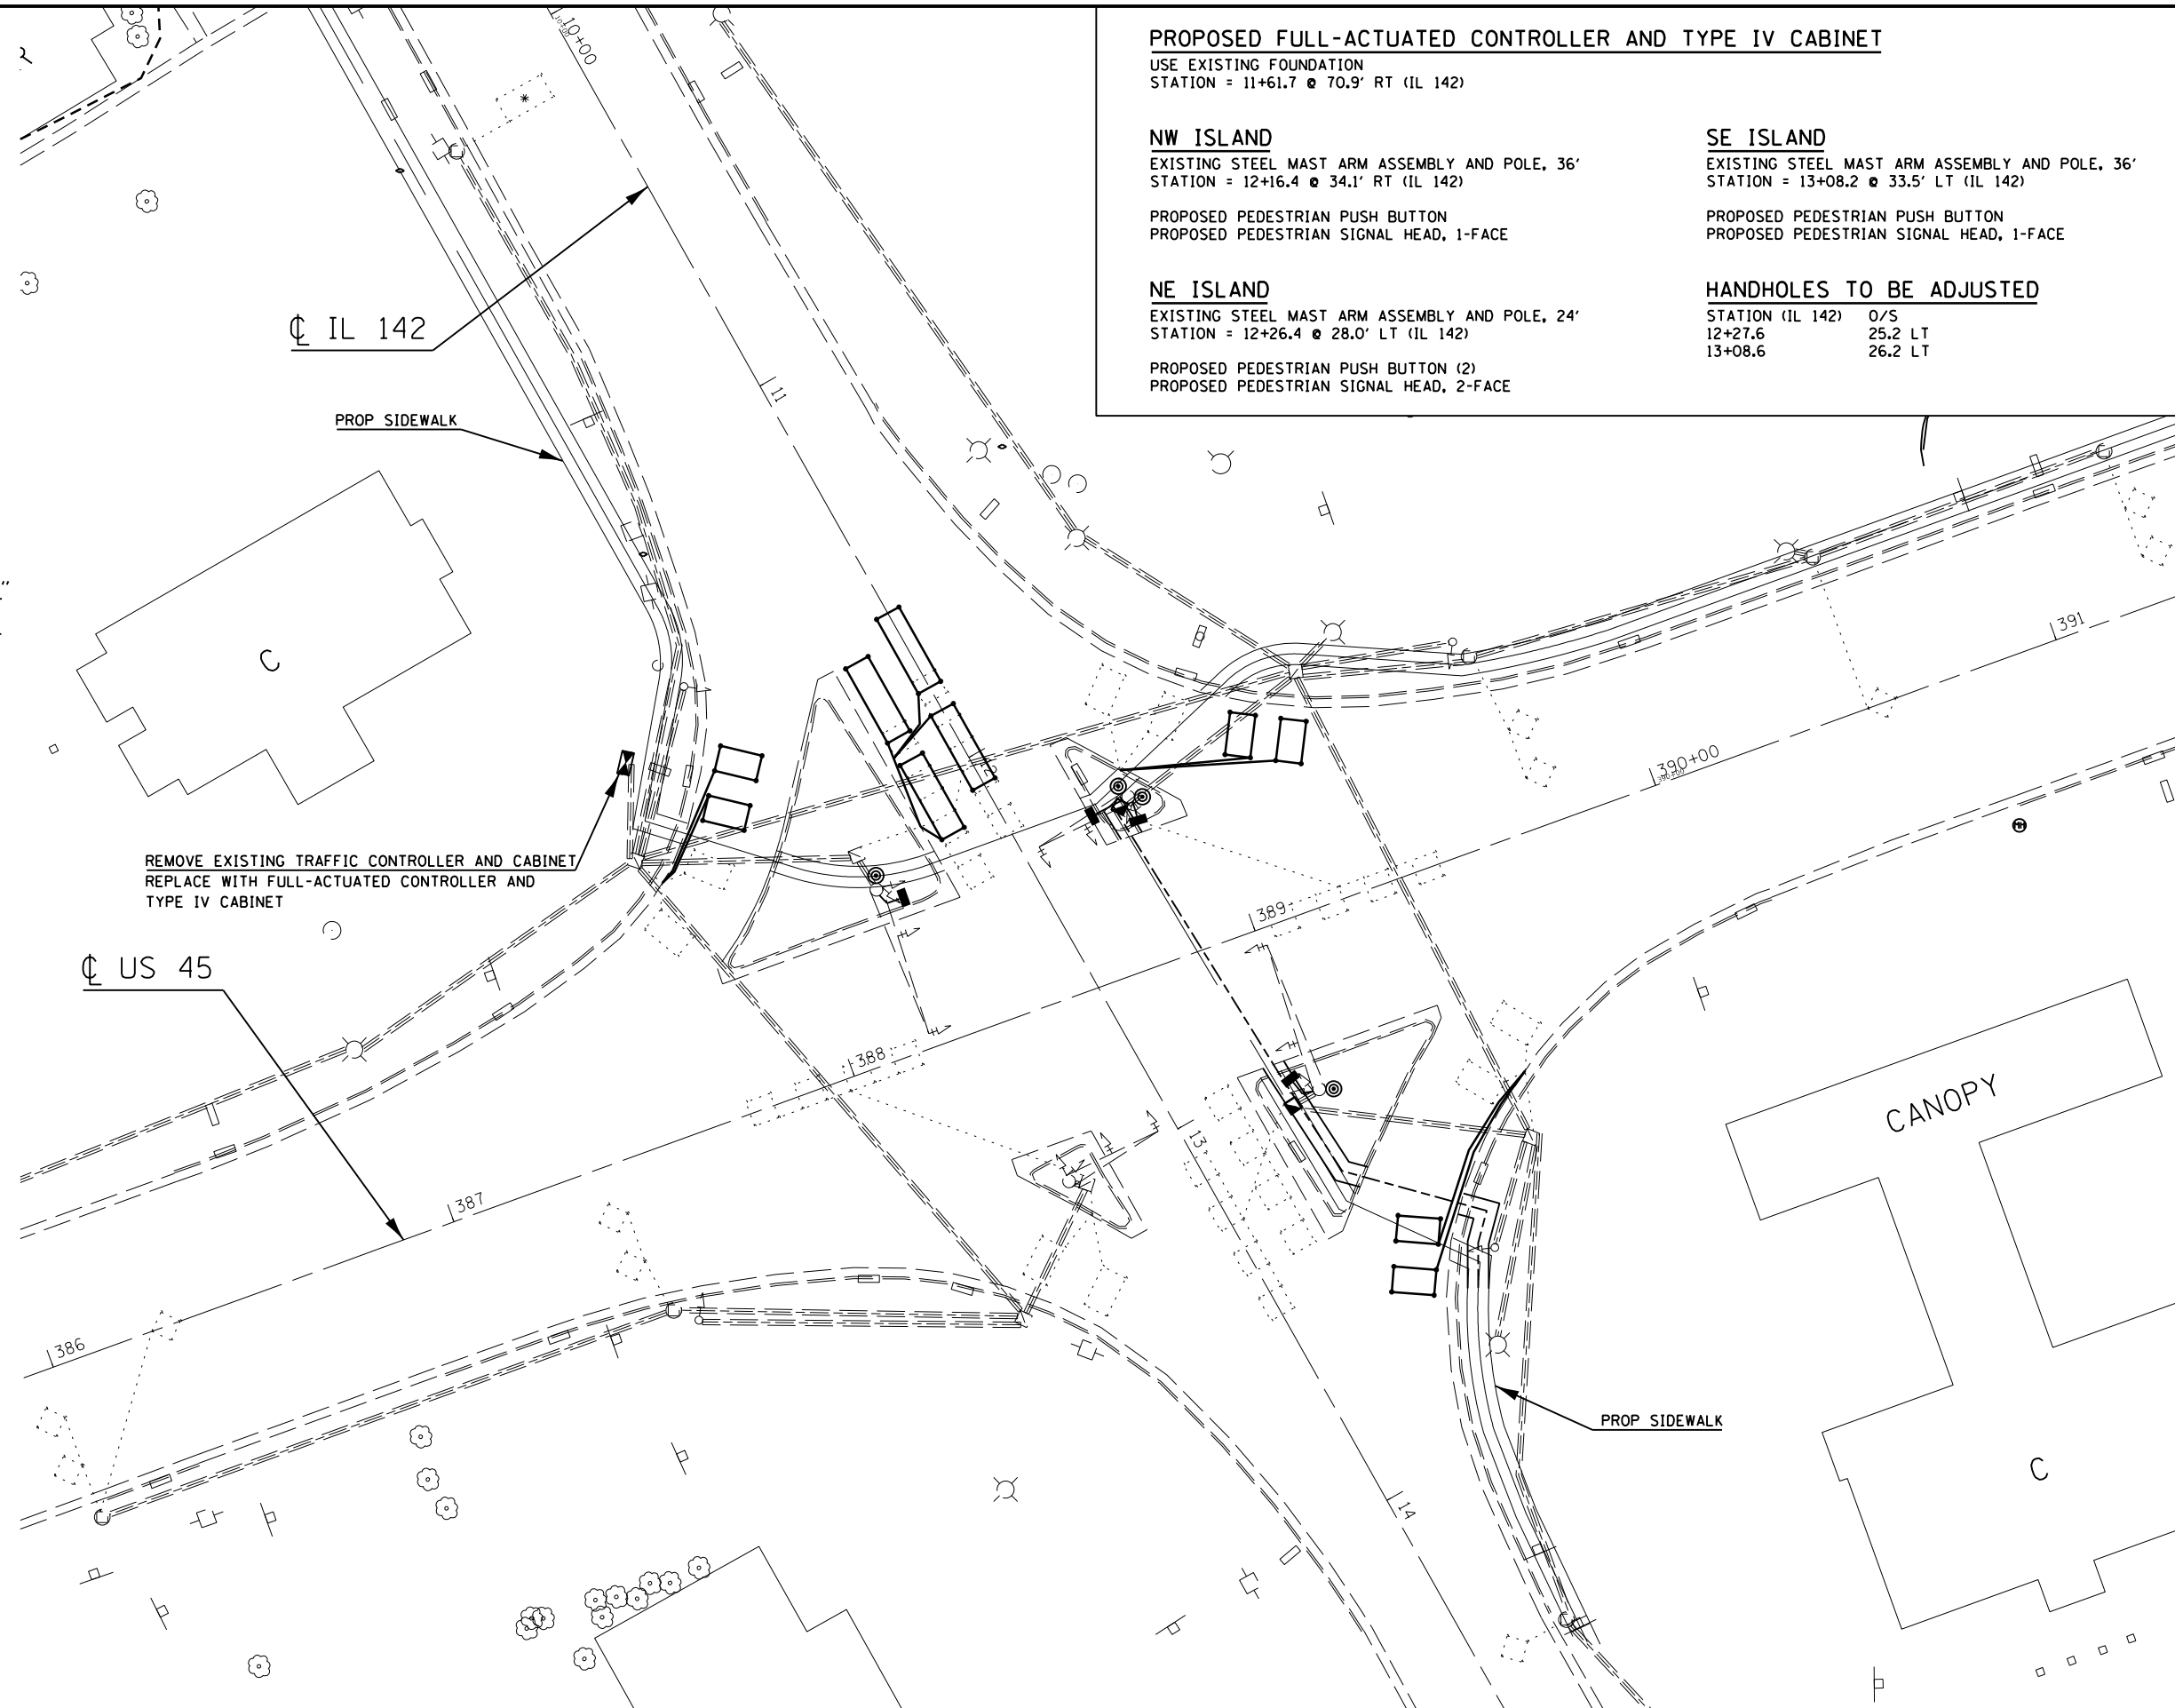 PROPOSED FULL-ACTUATED CONTROLLER AND TYPE IV CABINET
USE EXISTING FOUNDATION
STATION = 11+61.7 @ 70.9' RT (IL 142)
NW ISLAND
EXISTING STEEL MAST ARM ASSEMBLY AND POLE, 36'
STATION = 12+16.4 @ 34.1' RT (IL 142)
PROPOSED PEDESTRIAN PUSH BUTTON
PROPOSED PEDESTRIAN SIGNAL HEAD, 1-FACE
NE ISLAND
EXISTING STEEL MAST ARM ASSEMBLY AND POLE, 24'
STATION = 12+26.4 @ 28.0' LT (IL 142)
PROPOSED PEDESTRIAN PUSH BUTTON (2)
PROPOSED PEDESTRIAN SIGNAL HEAD, 2-FACE
SE ISLAND
EXISTING STEEL MAST ARM ASSEMBLY AND POLE, 36'
STATION = 13+08.2 @ 33.5' LT (IL 142)
PROPOSED PEDESTRIAN PUSH BUTTON
PROPOSED PEDESTRIAN SIGNAL HEAD, 1-FACE
HANDHOLES TO BE ADJUSTED
STATION (IL 142) O/S
12+27.6 25.2 LT
13+08.6 26.2 LT
10+00
℄ IL 142
11
PROP SIDEWALK
C
391
390+00
REMOVE EXISTING TRAFFIC CONTROLLER AND CABINET
REPLACE WITH FULL-ACTUATED CONTROLLER AND
TYPE IV CABINET
HH
389
℄ US 45
388
CANOPY
13
387
386
PROP SIDEWALK
C
14